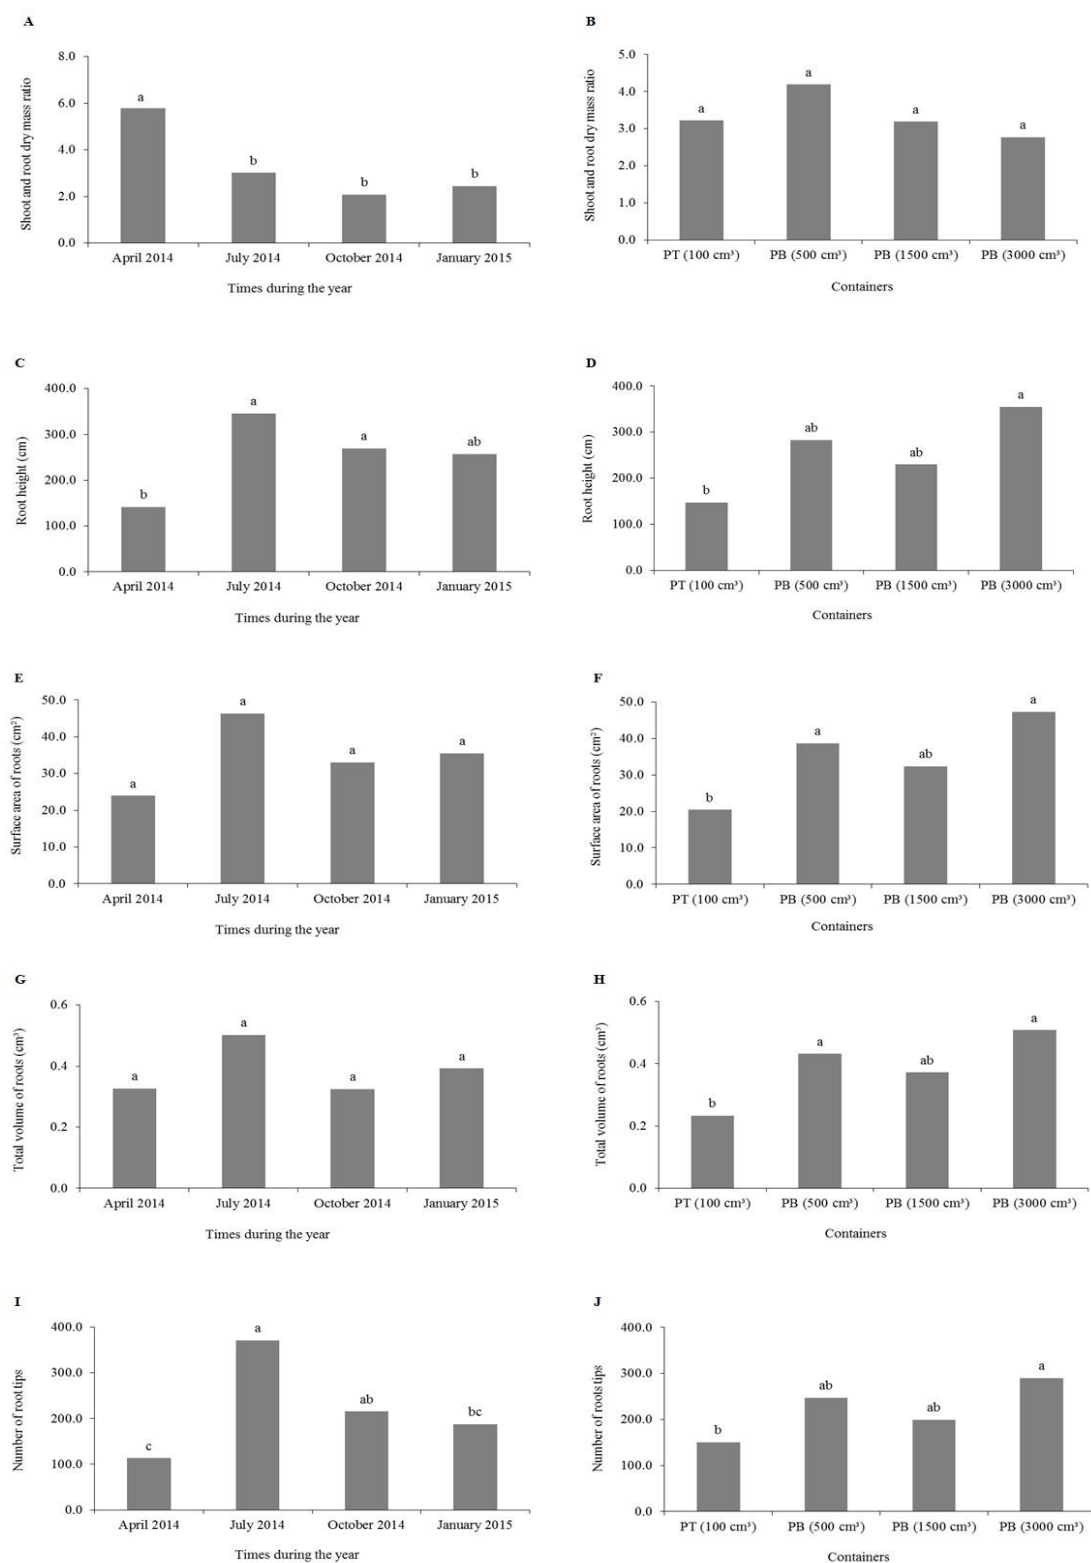 A
Shoot and root dry mass ratio
8.0
6.0
4.0
2.0
0.0
a
b
b
b
April 2014 July 2014 October 2014 January 2015
Times during the year
B
Shoot and root dry mass ratio
5.0
4.0
3.0
2.0
1.0
0.0
a
a
a
a
PT (100 cm³) PB (500 cm³) PB (1500 cm³) PB (3000 cm³)
Containers
C
Root height (cm)
400.0
300.0
200.0
100.0
0.0
b
a
a
ab
April 2014 July 2014 October 2014 January 2015
Times during the year
D
Root height (cm)
400.0
300.0
200.0
100.0
0.0
b
ab
ab
a
PT (100 cm³) PB (500 cm³) PB (1500 cm³) PB (3000 cm³)
Containers
E
Surface area of roots (cm²)
50.0
40.0
30.0
20.0
10.0
0.0
a
a
a
a
April 2014 July 2014 October 2014 January 2015
Times during the year
F
Surface area of roots (cm²)
50.0
40.0
30.0
20.0
10.0
0.0
b
a
ab
a
PT (100 cm³) PB (500 cm³) PB (1500 cm³) PB (3000 cm³)
Containers
G
Total volume of roots (cm³)
0.6
0.4
0.2
0.0
a
a
a
a
April 2014 July 2014 October 2014 January 2015
Times during the year
H
Total volume of roots (cm³)
0.6
0.4
0.2
0.0
b
a
ab
a
PT (100 cm³) PB (500 cm³) PB (1500 cm³) PB (3000 cm³)
Containers
I
Number of root tips
400.0
300.0
200.0
100.0
0.0
c
a
ab
bc
April 2014 July 2014 October 2014 January 2015
Times during the year
J
Number of roots tips
400.0
300.0
200.0
100.0
0.0
b
ab
ab
a
PT (100 cm³) PB (500 cm³) PB (1500 cm³) PB (3000 cm³)
Containers